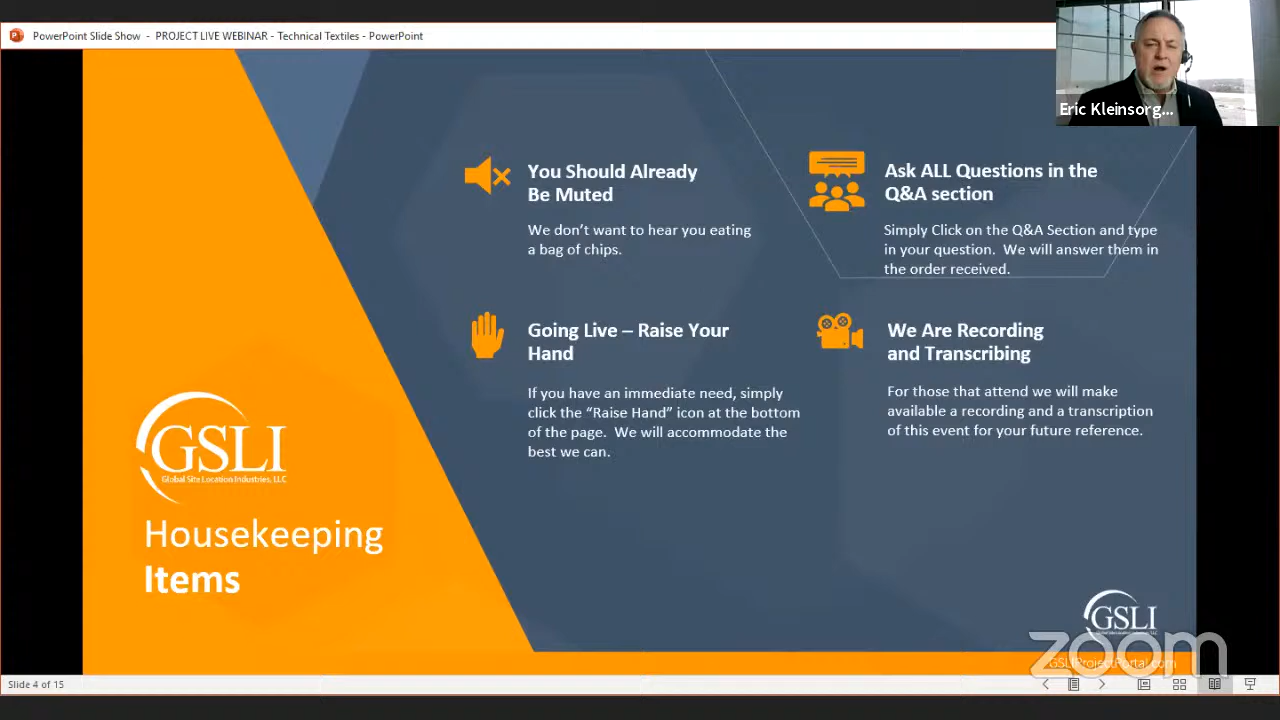 PowerPoint Slide Show - PROJECT LIVE WEBINAR - Technical Textiles - PowerPoint
Eric Kleinsorg...
You Should Already
Be Muted
We don't want to hear you eating
a bag of chips.
Ask ALL Questions in the
Q&A section
Simply Click on the Q&A Section and type
in your question. We will answer them in
the order received.
Going Live – Raise Your
Hand
If you have an immediate need, simply
click the “Raise Hand” icon at the bottom
of the page. We will accommodate the
best we can.
We Are Recording
and Transcribing
For those that attend we will make
available a recording and a transcription
of this event for your future reference.
GSLI
Global Site Location Industries, LLC
Housekeeping
Items
GSLI
zoom
GSLIProjectPortal.com
Slide 4 of 15